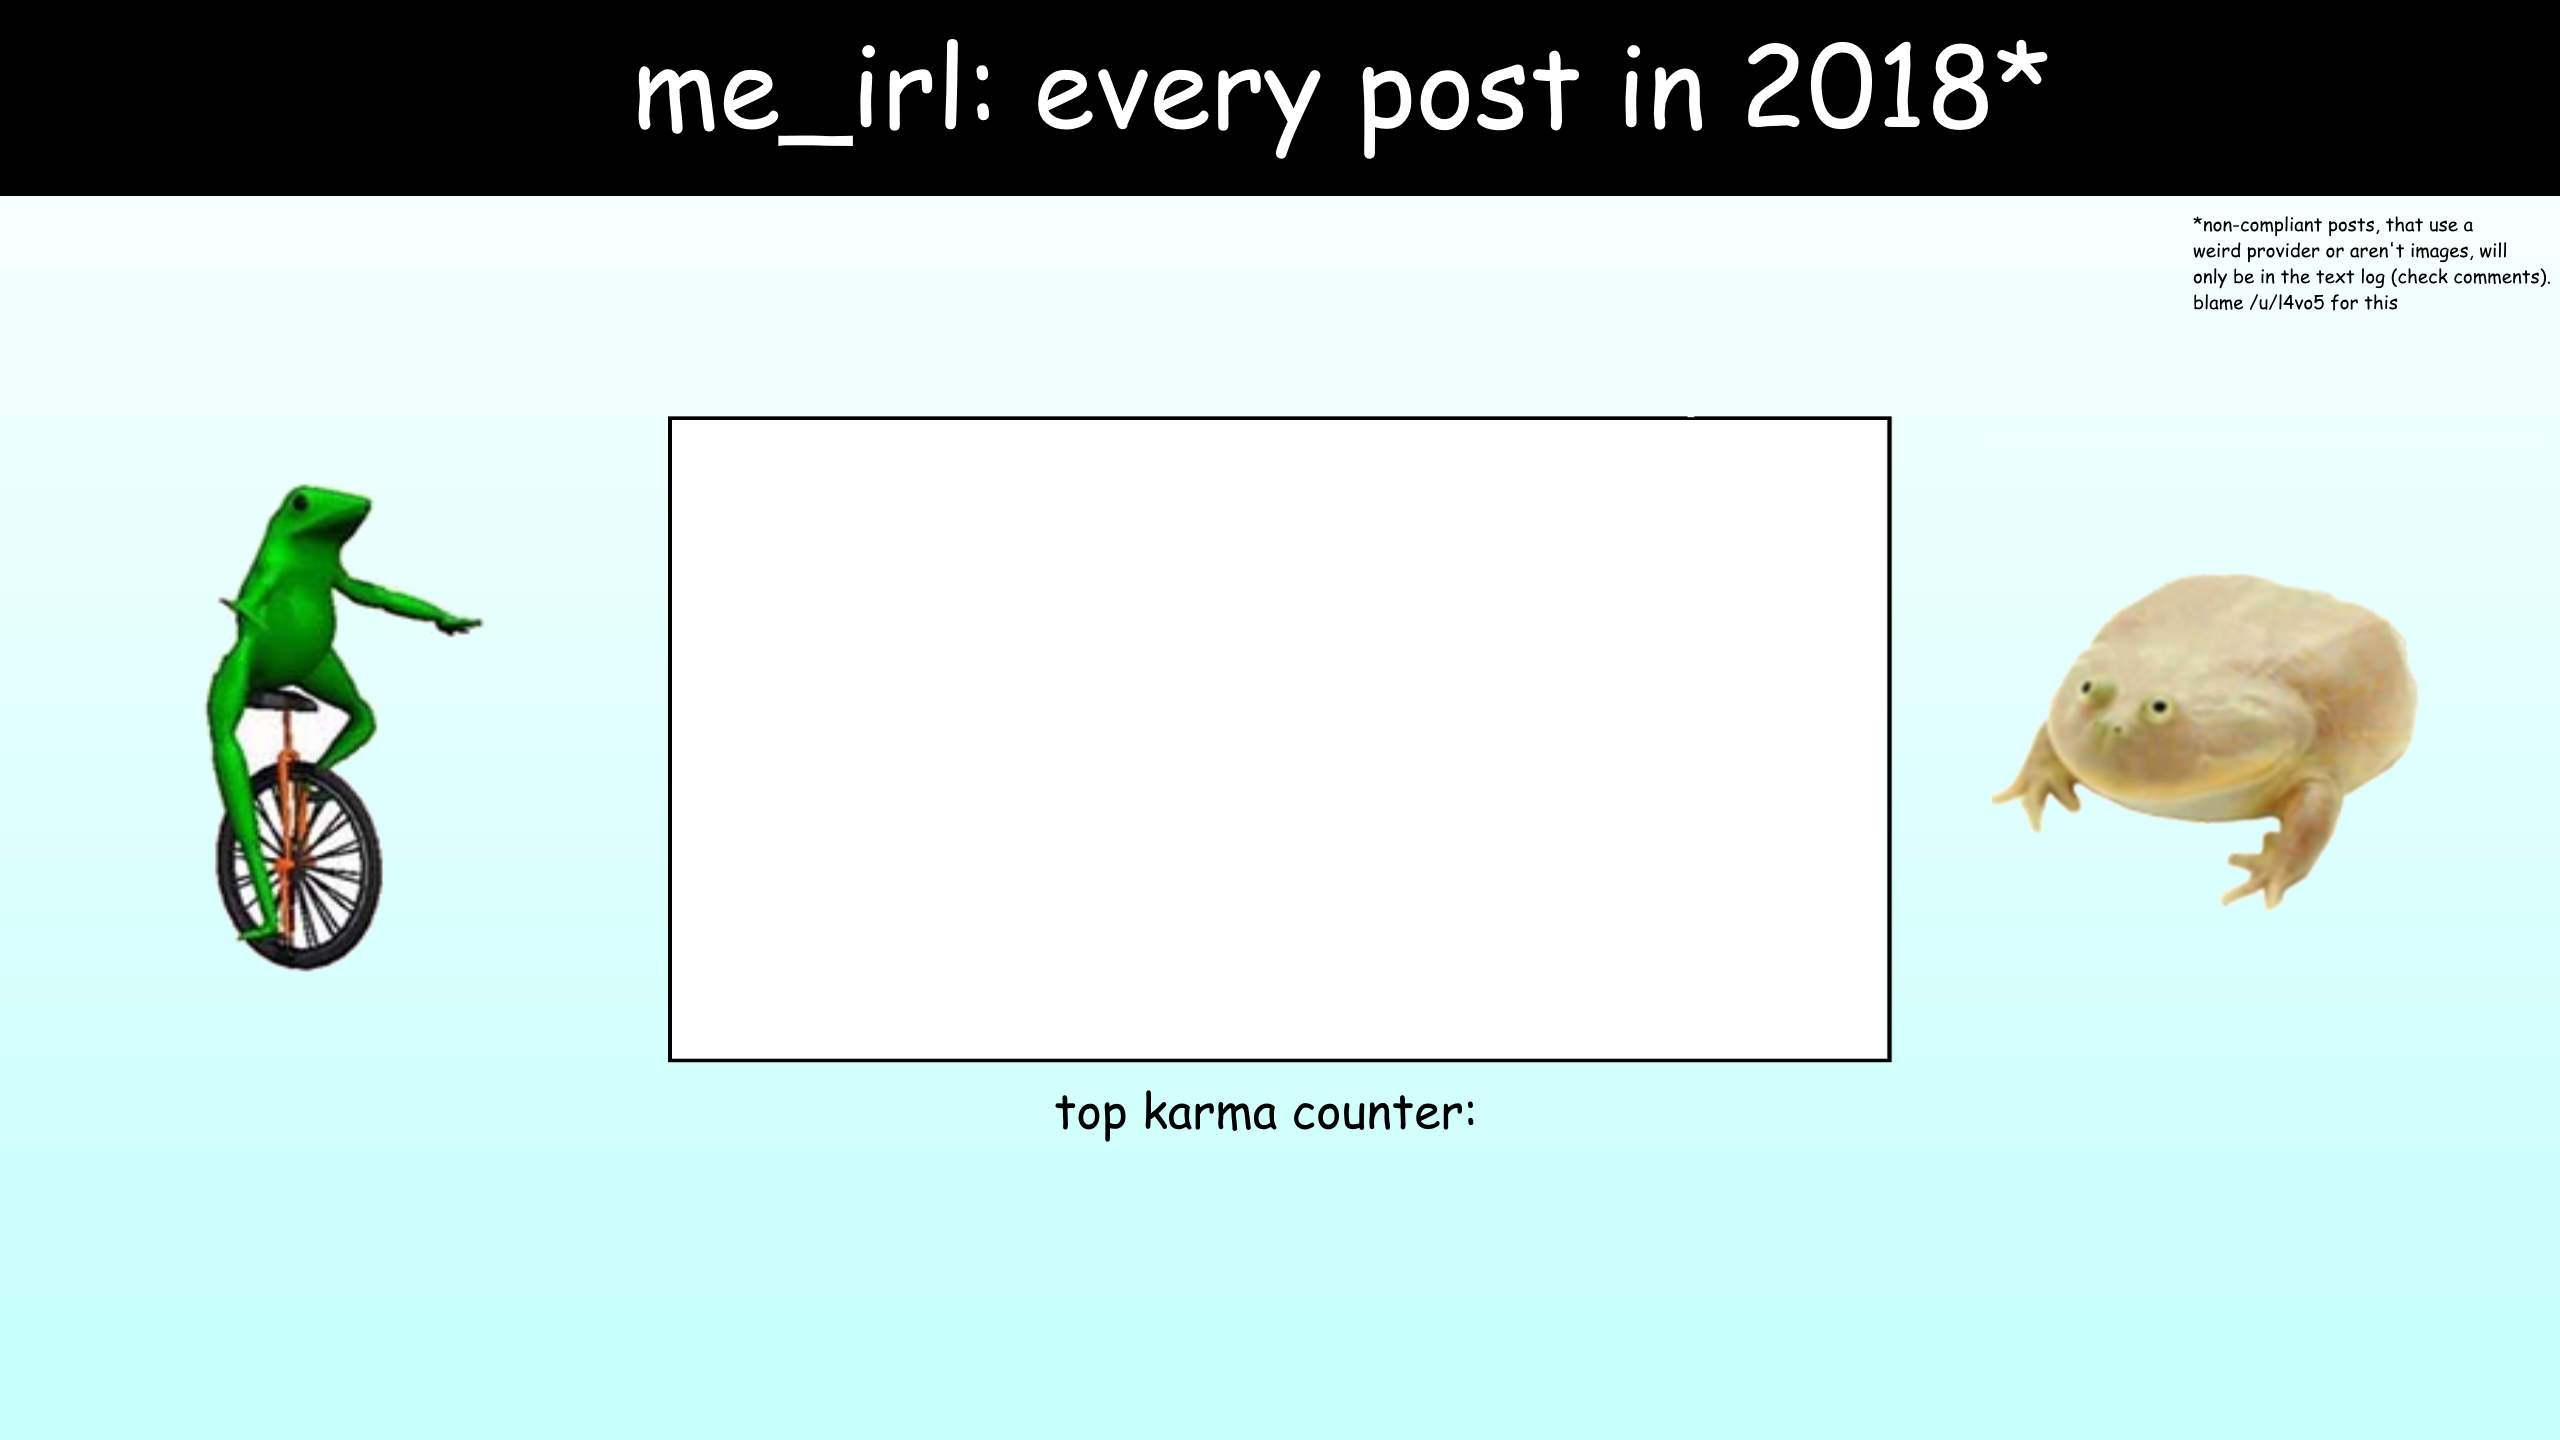 me_irl: every post in 2018*
*non-compliant posts, that use a
weird provider or aren't images, will
only be in the text log (check comments).
blame /u/l4vo5 for this
top karma counter: